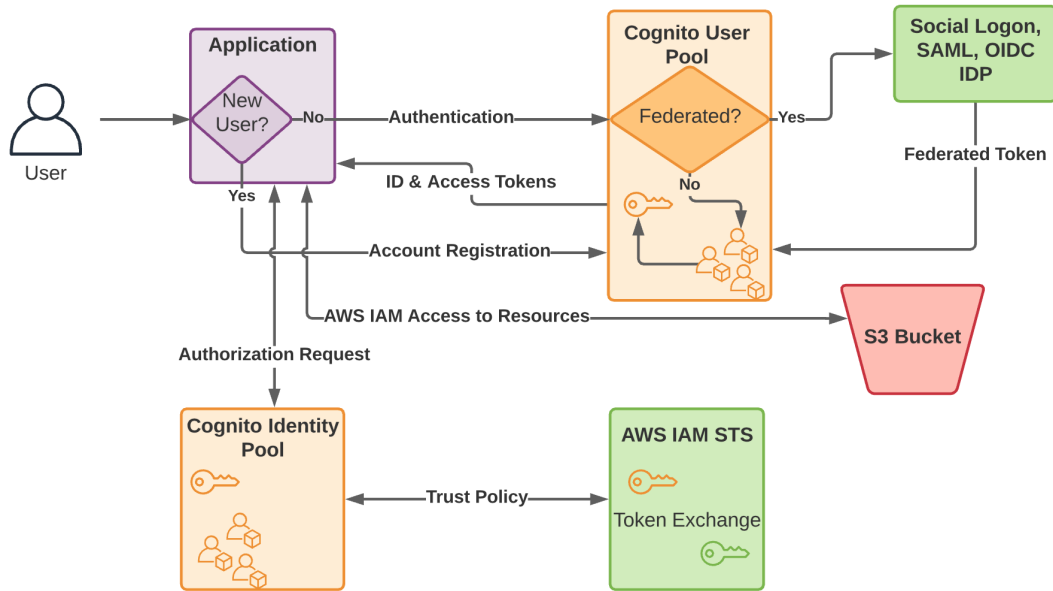 User
Application
New
User?
No
Yes
Authentication
ID & Access Tokens
Account Registration
Cognito User
Pool
Federated?
Yes
No
Social Logon,
SAML, OIDC
IDP
Federated Token
AWS IAM Access to Resources
S3 Bucket
Authorization Request
Cognito Identity
Pool
Trust Policy
AWS IAM STS
Token Exchange